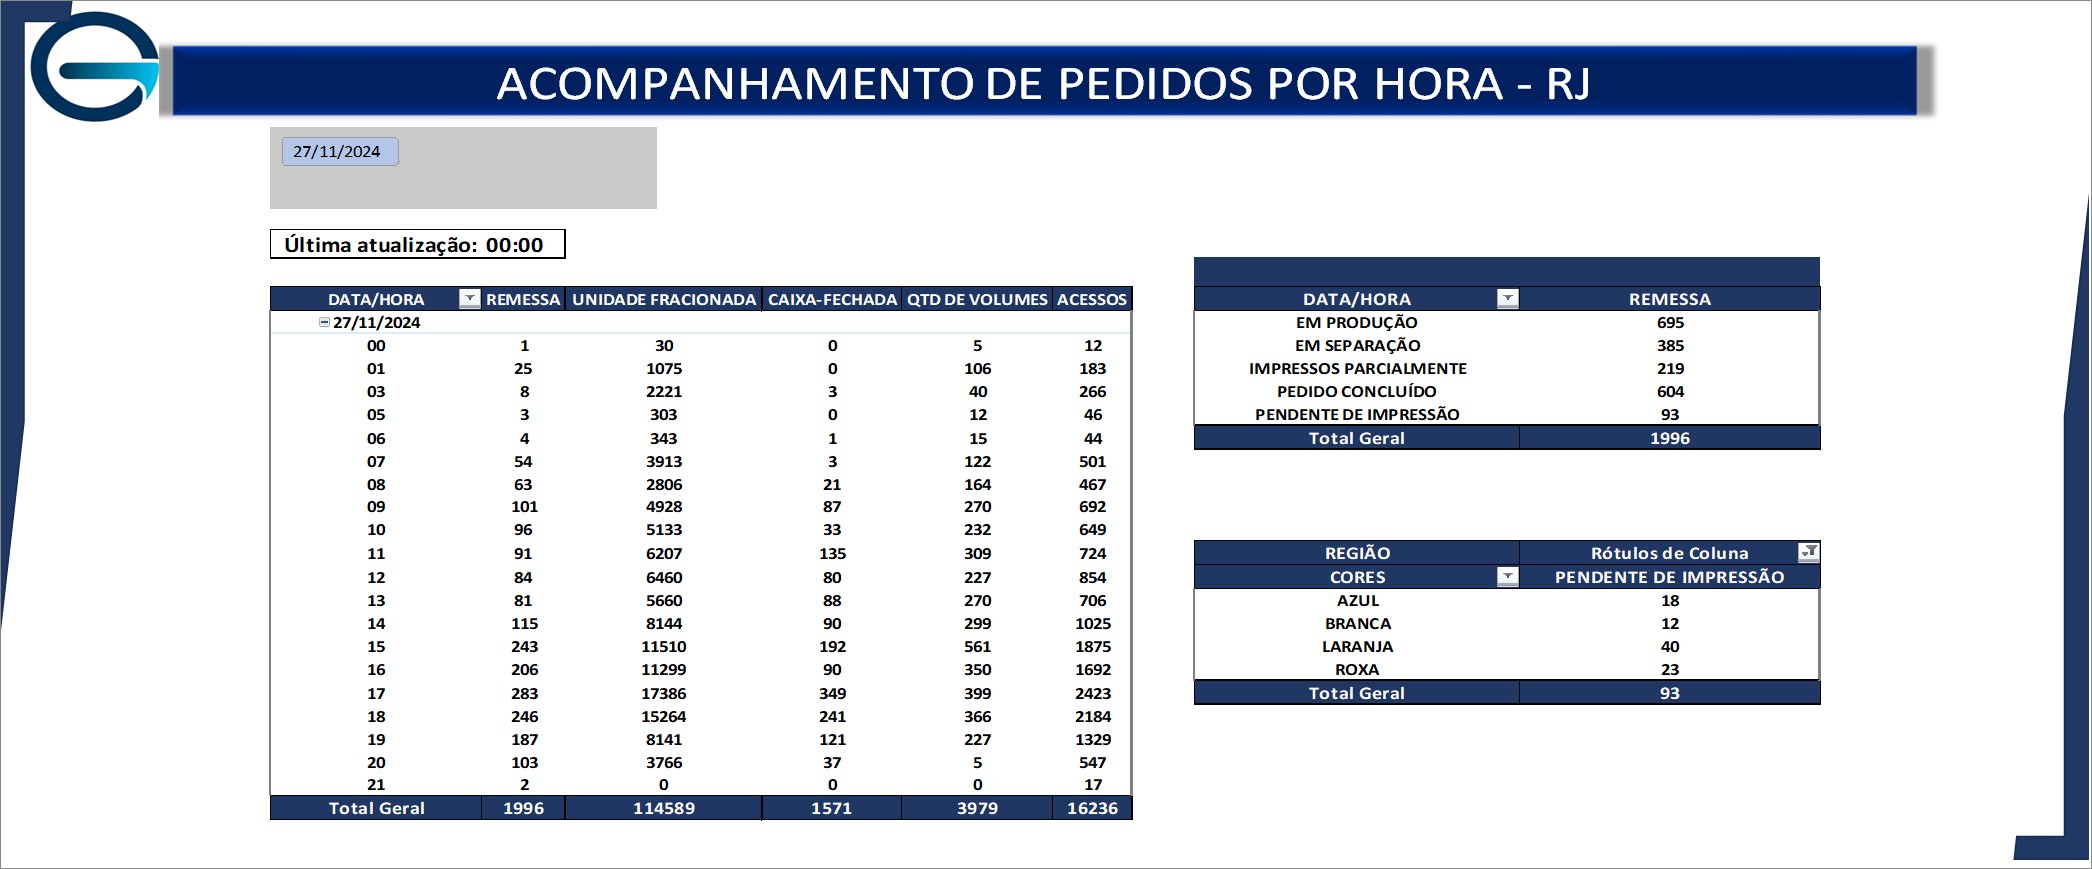 ACOMPANHAMENTO DE PEDIDOS POR HORA - RJ
27/11/2024
Última atualização: 00:00
DATA/HORA REMESSA UNIDADE FRACIONADA CAIXA-FECHADA QTD DE VOLUMES ACESSOS
27/11/2024
00 1 30 0 5 12
01 25 1075 0 106 183
03 8 2221 3 40 266
05 3 303 0 12 46
06 4 343 1 15 44
07 54 3913 3 122 501
08 63 2806 21 164 467
09 101 4928 87 270 692
10 96 5133 33 232 649
11 91 6207 135 309 724
12 84 6460 80 227 854
13 81 5660 88 270 706
14 115 8144 90 299 1025
15 243 11510 192 561 1875
16 206 11299 90 350 1692
17 283 17386 349 399 2423
18 246 15264 241 366 2184
19 187 8141 121 227 1329
20 103 3766 37 5 547
21 2 0 0 0 17
Total Geral 1996 114589 1571 3979 16236
DATA/HORA REMESSA
EM PRODUÇÃO 695
EM SEPARAÇÃO 385
IMPRESSOS PARCIALMENTE 219
PEDIDO CONCLUÍDO 604
PENDENTE DE IMPRESSÃO 93
Total Geral 1996
REGIÃO Rótulos de Coluna
CORES PENDENTE DE IMPRESSÃO
AZUL 18
BRANCA 12
LARANJA 40
ROXA 23
Total Geral 93